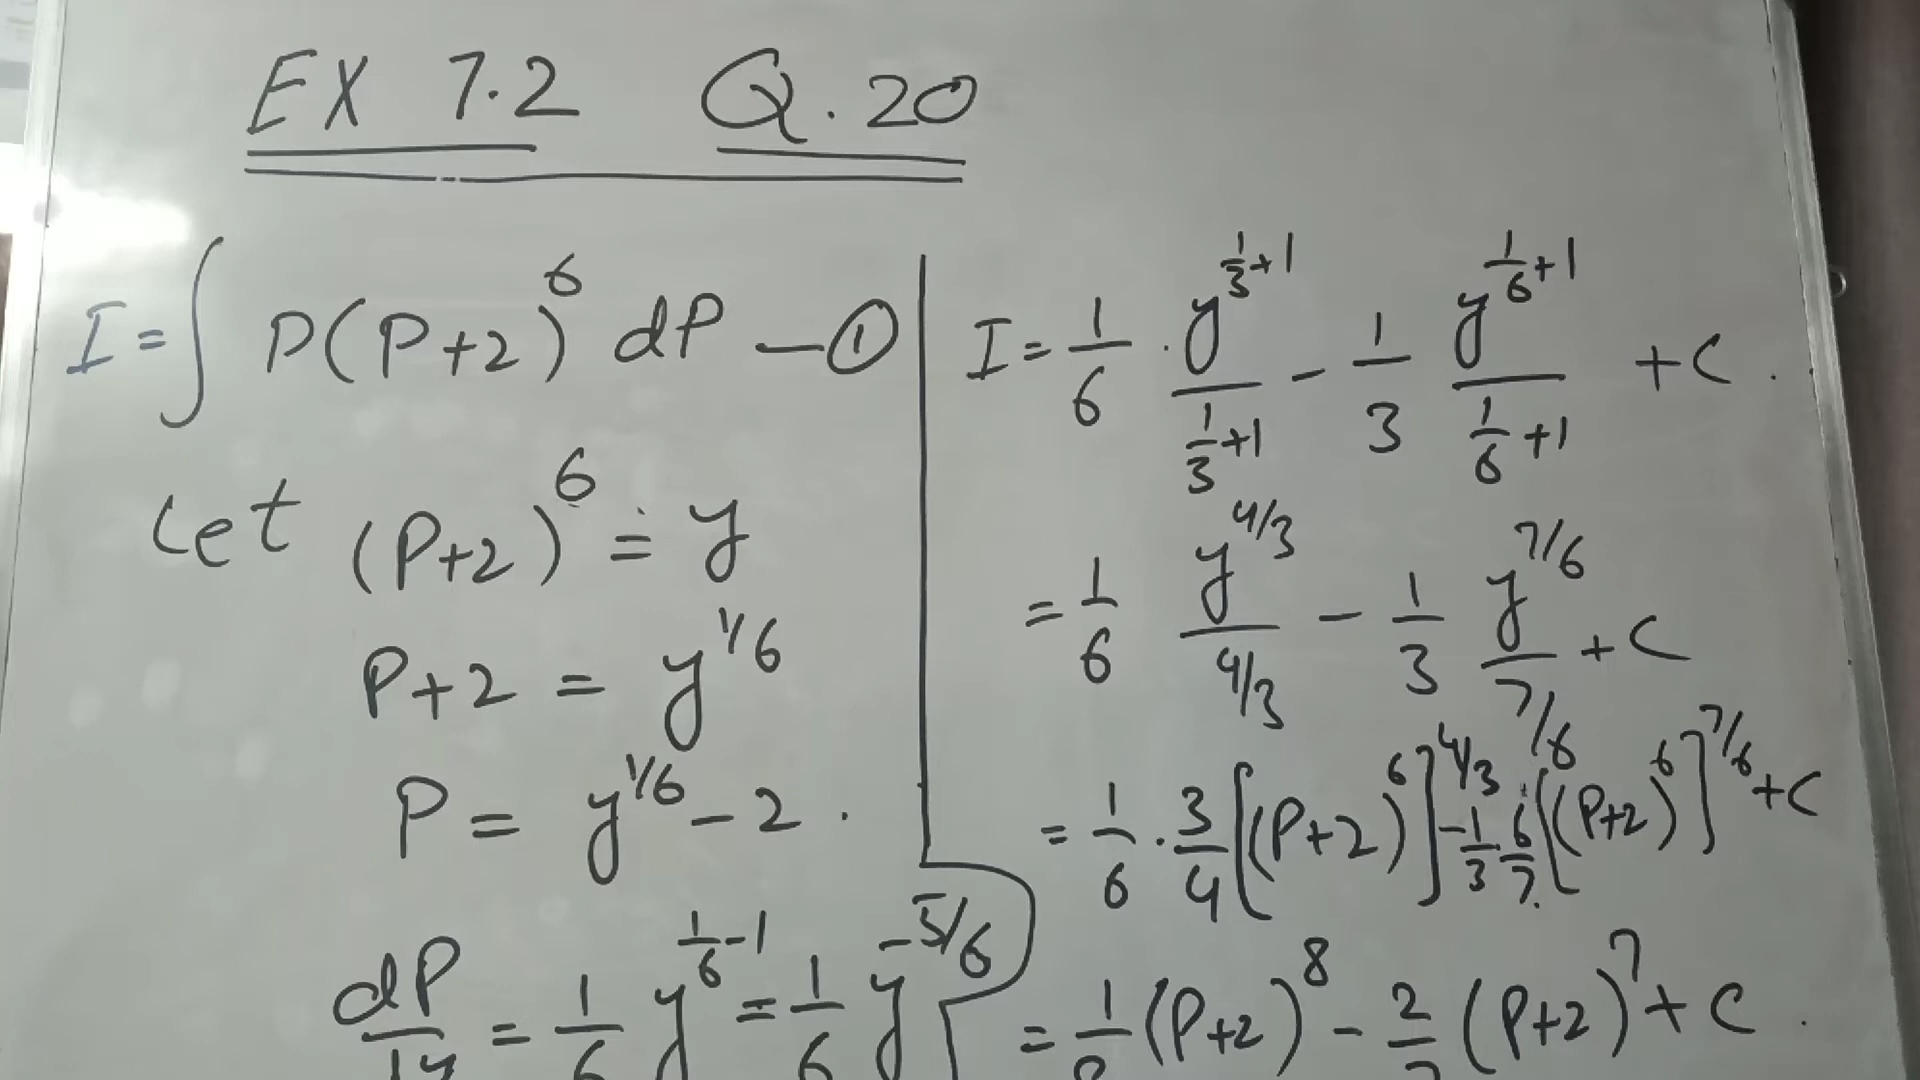 EX 7.2 Q.20
I = ∫ P(P+2)^6 dP — ①
Let (P+2)^6 = y
P+2 = y^1/6
P = y^1/6 - 2 .
dP/dy = 1/6 y^(1/6 - 1) = 1/6 y^-5/6
I = 1/6 . y^(1/3 + 1)/(1/3 + 1) - 1/3 y^(1/6 + 1)/(1/6 + 1) + C .
= 1/6 y^4/3/(4/3) - 1/3 y^7/6/(7/6) + C
= 1/6 . 3/4 [(P+2)^6]^4/3 - 1/3 . 6/7 [(P+2)^6]^7/6 + C
= 1/8 (P+2)^8 - 2/7 (P+2)^7 + C .